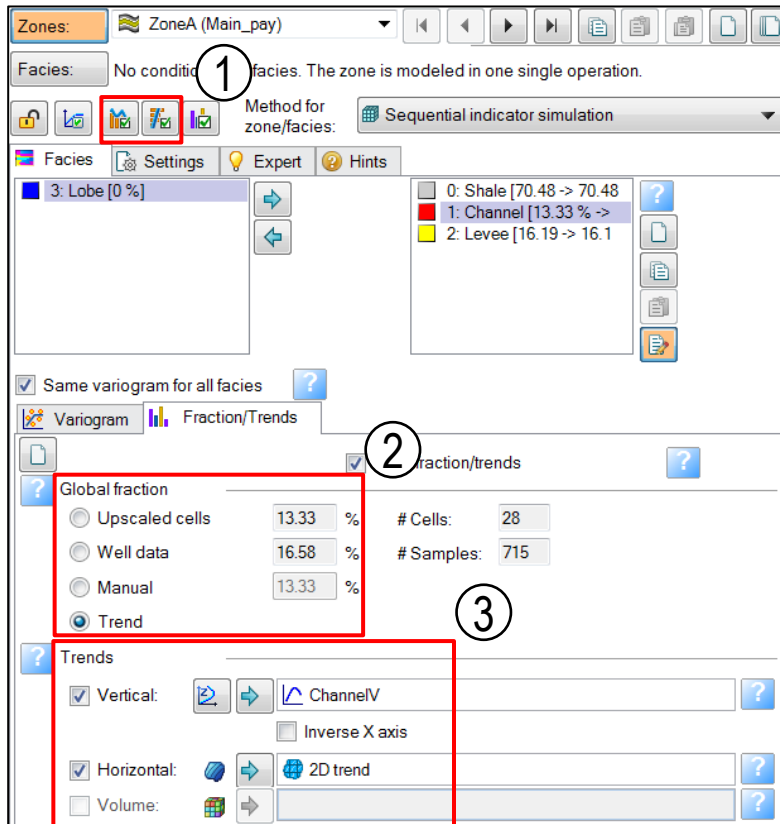 Zones: ZoneA (Main_pay)
Facies: No conditio facies. The zone is modeled in one single operation.
1
Method for
zone/facies: Sequential indicator simulation
Facies Settings Expert Hints
3: Lobe [0 %]
0: Shale [70.48 -> 70.48
1: Channel [13.33 % ->
2: Levee [16.19 -> 16.1
Same variogram for all facies
Variogram Fraction/Trends
2
raction/trends
Global fraction
Upscaled cells 13.33 % # Cells: 28
Well data 16.58 % # Samples: 715
Manual 13.33 %
Trend
3
Trends
Vertical: ChannelV
Inverse X axis
Horizontal: 2D trend
Volume: